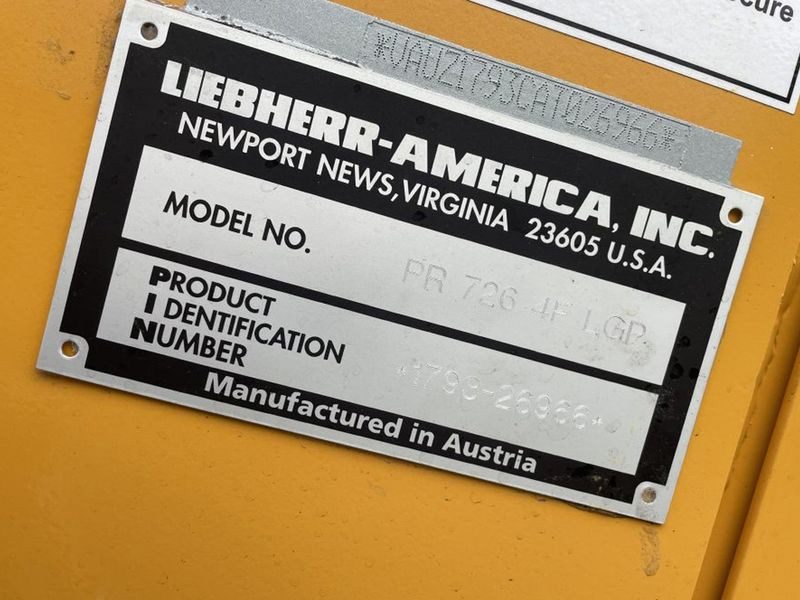 cure
*VAUZ1793CAT026966*
LIEBHERR-AMERICA, INC.
NEWPORT NEWS, VIRGINIA 23605 U.S.A.
MODEL NO. PR 726 4F LGP
PRODUCT
IDENTIFICATION
NUMBER *1793-26966*
Manufactured in Austria